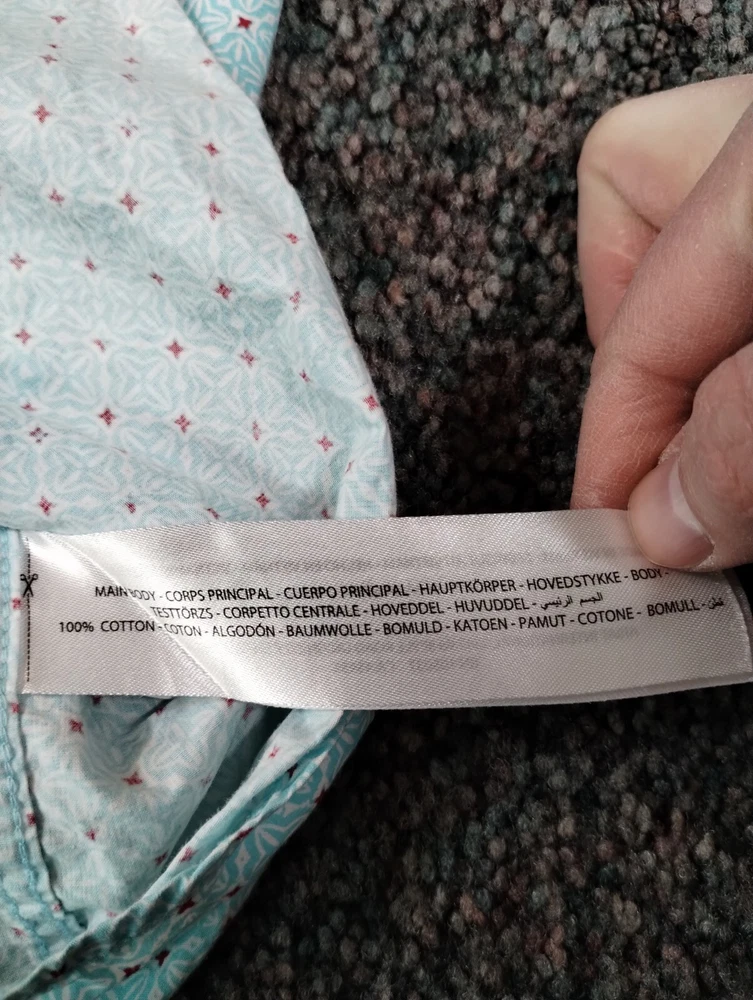 MAIN BODY - CORPS PRINCIPAL - CUERPO PRINCIPAL - HAUPTKÖRPER - HOVEDSTYKKE - BODY -
TESTTÖRZS - CORPETTO CENTRALE - HOVEDDEL - HUVUDDEL - الجسم الرئيسي
100% COTTON - COTON - ALGODÓN - BAUMWOLLE - BOMULD - KATOEN - PAMUT - COTONE - BOMULL - قطن